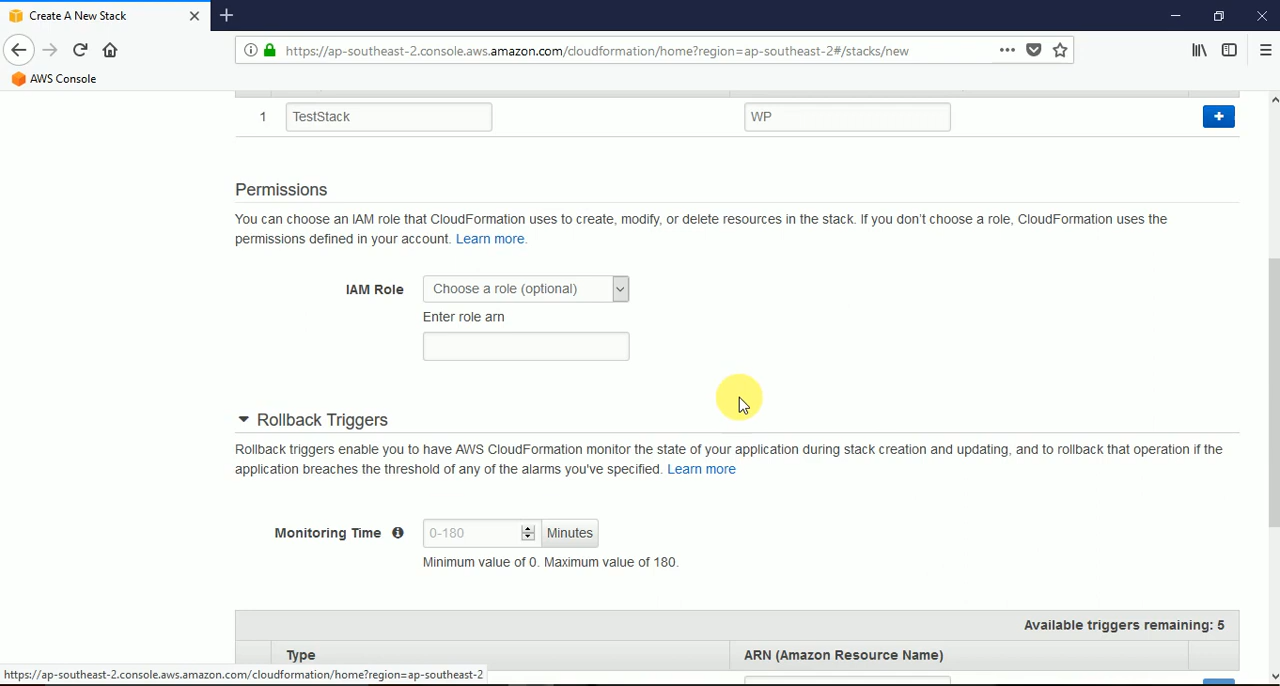 Create A New Stack
https://ap-southeast-2.console.aws.amazon.com/cloudformation/home?region=ap-southeast-2#/stacks/new
AWS Console
1 TestStack WP +
Permissions
You can choose an IAM role that CloudFormation uses to create, modify, or delete resources in the stack. If you don't choose a role, CloudFormation uses the
permissions defined in your account. Learn more.
IAM Role Choose a role (optional)
Enter role arn
Rollback Triggers
Rollback triggers enable you to have AWS CloudFormation monitor the state of your application during stack creation and updating, and to rollback that operation if the
application breaches the threshold of any of the alarms you've specified. Learn more
Monitoring Time 0-180 Minutes
Minimum value of 0. Maximum value of 180.
Available triggers remaining: 5
Type ARN (Amazon Resource Name)
https://ap-southeast-2.console.aws.amazon.com/cloudformation/home?region=ap-southeast-2